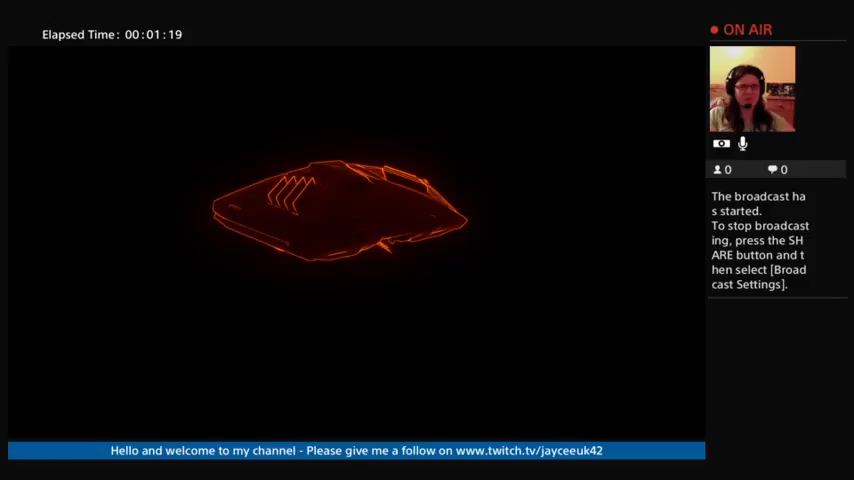 Elapsed Time: 00:01:19
ON AIR
0
0
The broadcast ha
s started.
To stop broadcast
ing, press the SH
ARE button and t
hen select [Broad
cast Settings].
Hello and welcome to my channel - Please give me a follow on www.twitch.tv/jayceeuk42